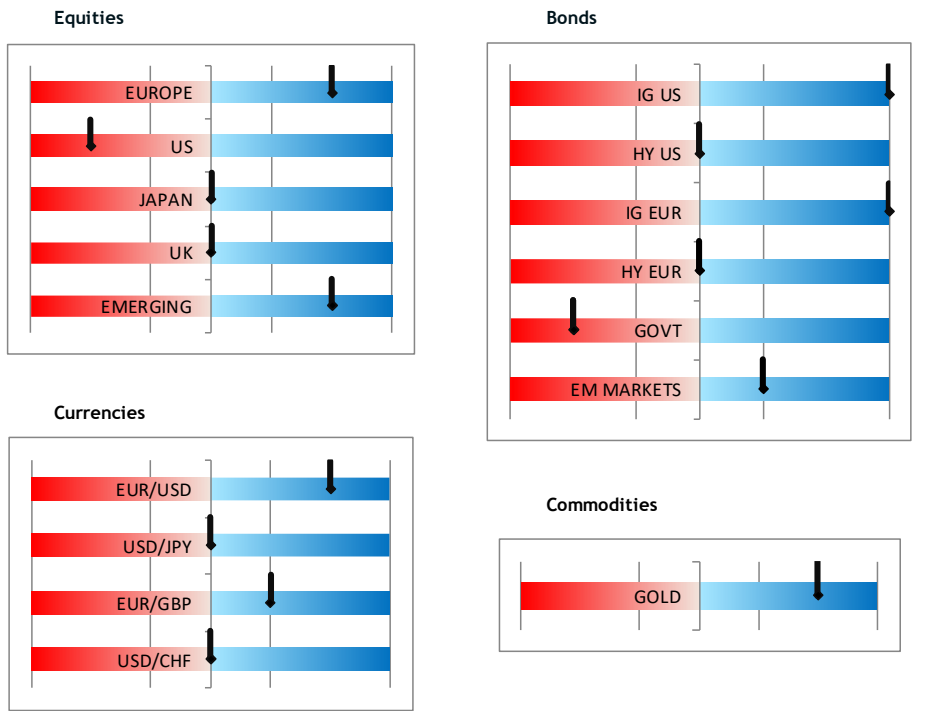 Equities
EUROPE
US
JAPAN
UK
EMERGING
Bonds
IG US
HY US
IG EUR
HY EUR
GOVT
EM MARKETS
Currencies
EUR/USD
USD/JPY
EUR/GBP
USD/CHF
Commodities
GOLD